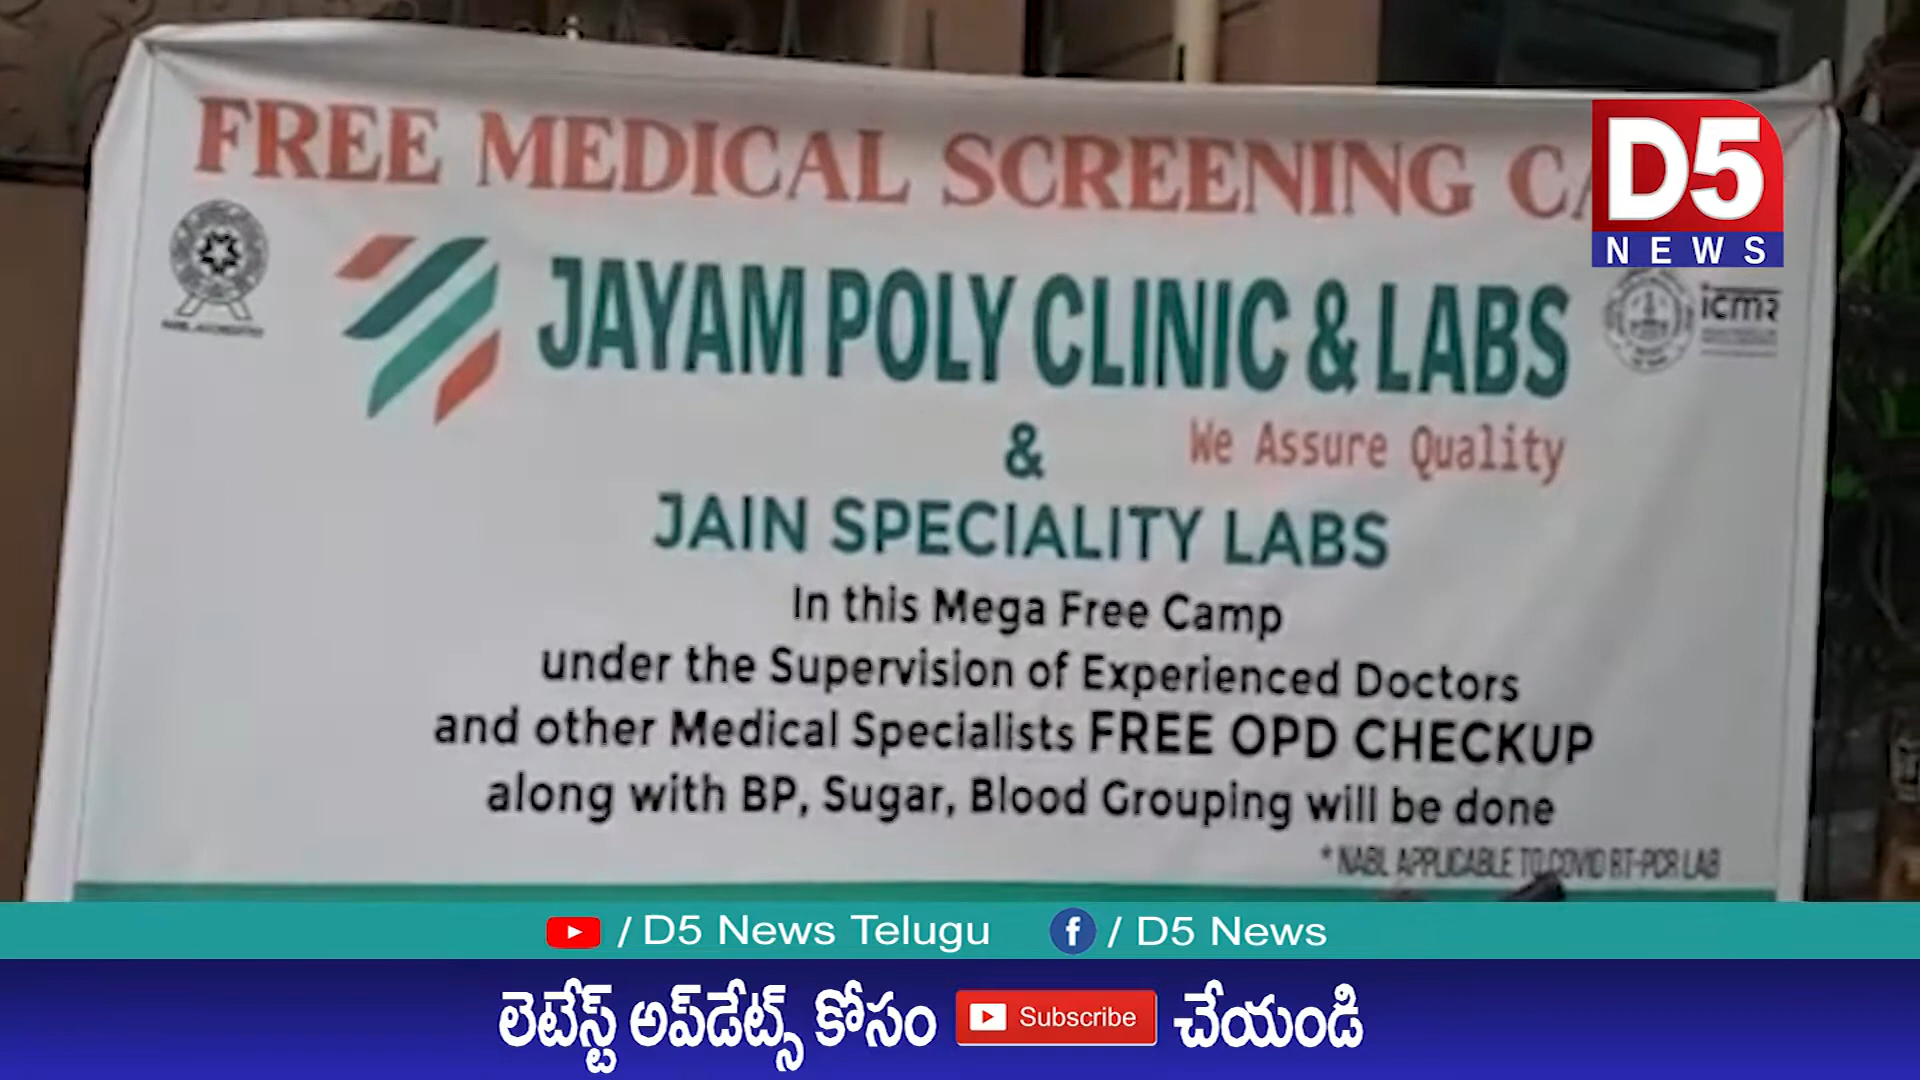 FREE MEDICAL SCREENING
D5
NEWS
JAYAM POLY CLINIC & LABS
icmr
We Assure Quality
&
JAIN SPECIALITY LABS
In this Mega Free Camp
under the Supervision of Experienced Doctors
and other Medical Specialists FREE OPD CHECKUP
along with BP, Sugar, Blood Grouping will be done
* NABL APPLICABLE TO COVID RT-PCR LAB
/ D5 News Telugu / D5 News
లెటేస్ట్ అప్‌డేట్స్ కోసం Subscribe చేయండి